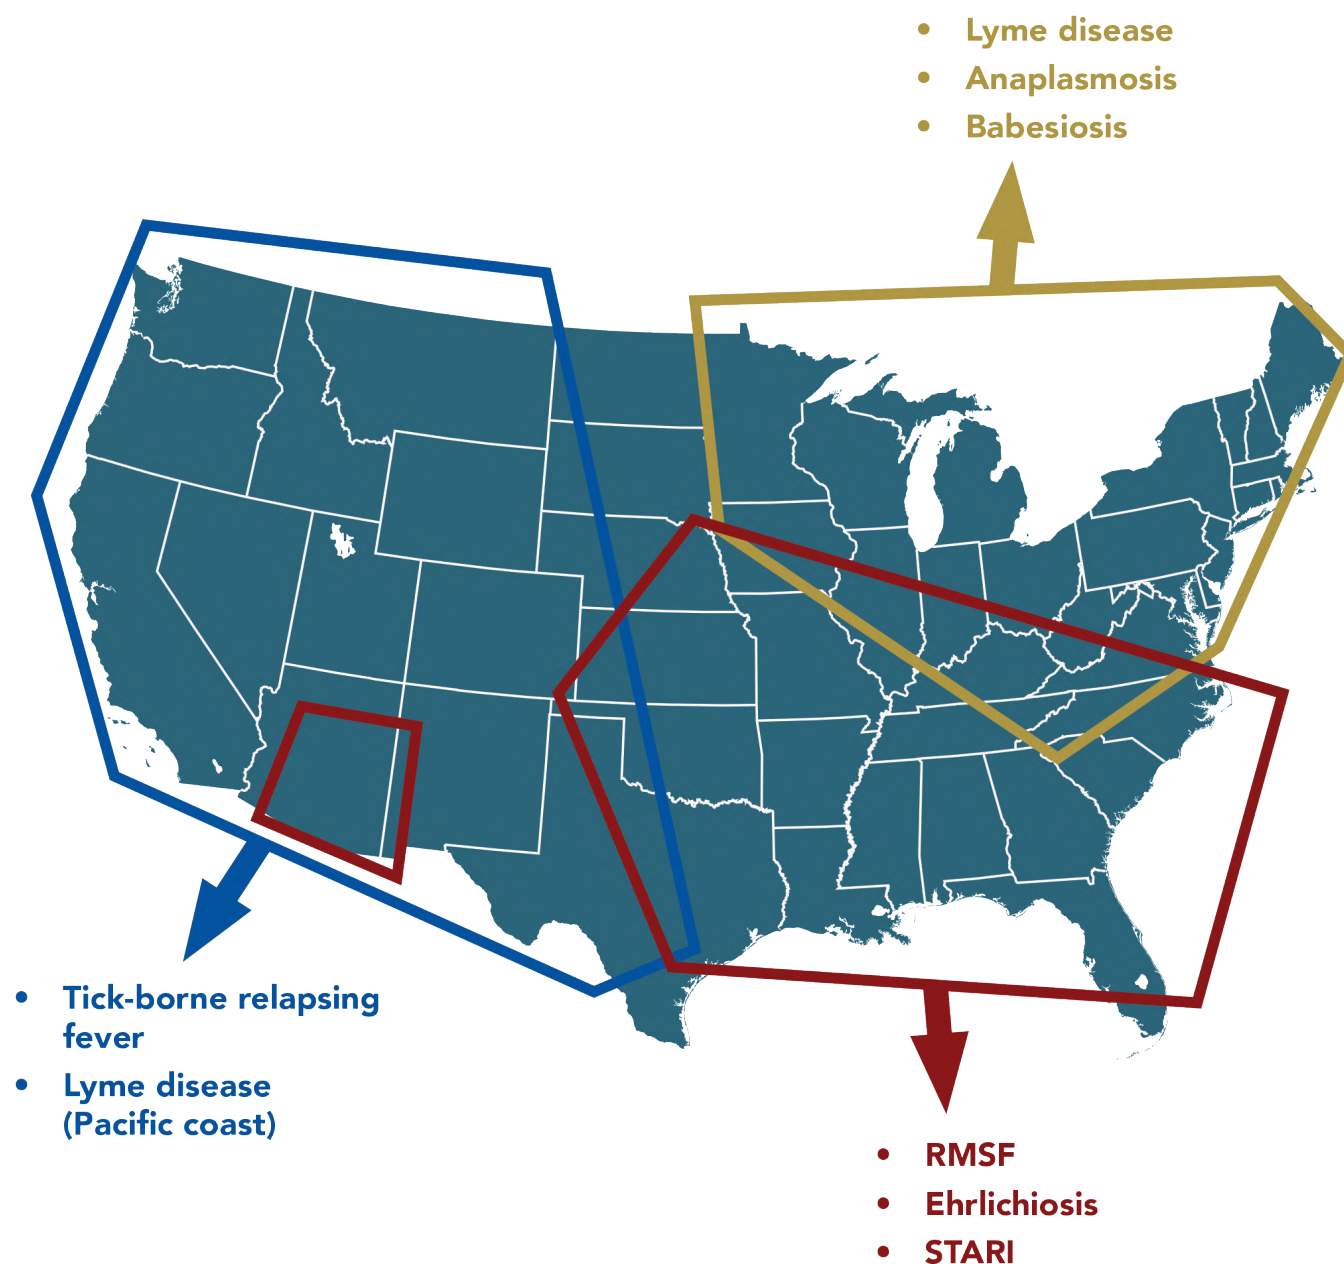 • Lyme disease
• Anaplasmosis
• Babesiosis
• Tick-borne relapsing
fever
• Lyme disease
(Pacific coast)
• RMSF
• Ehrlichiosis
• STARI